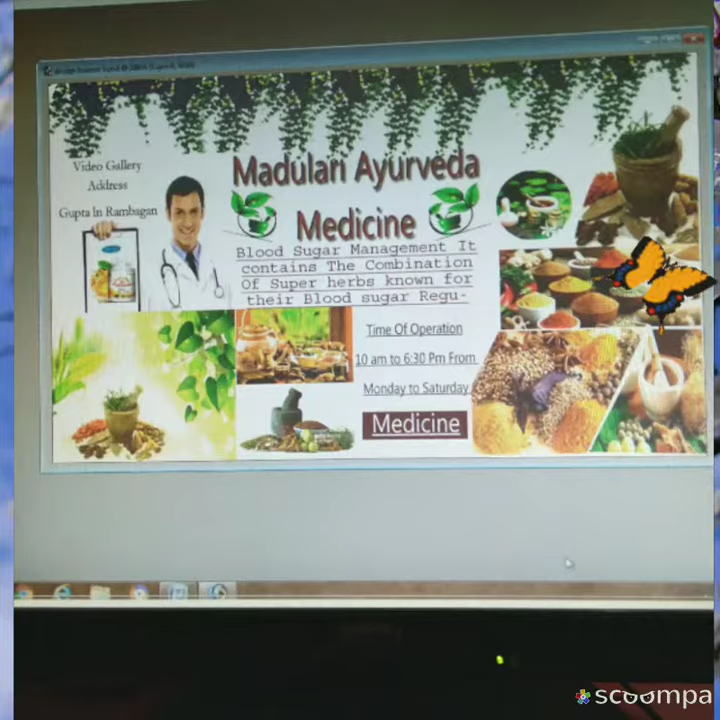 Video Gallery
Address
Gupta ln Rambagan
Madulari Ayurveda
Medicine
Blood Sugar Management It
contains The Combination
Of Super herbs known for
their Blood sugar Regu-
Time Of Operation
10 am to 6:30 Pm From
Monday to Saturday
Medicine
scoompa